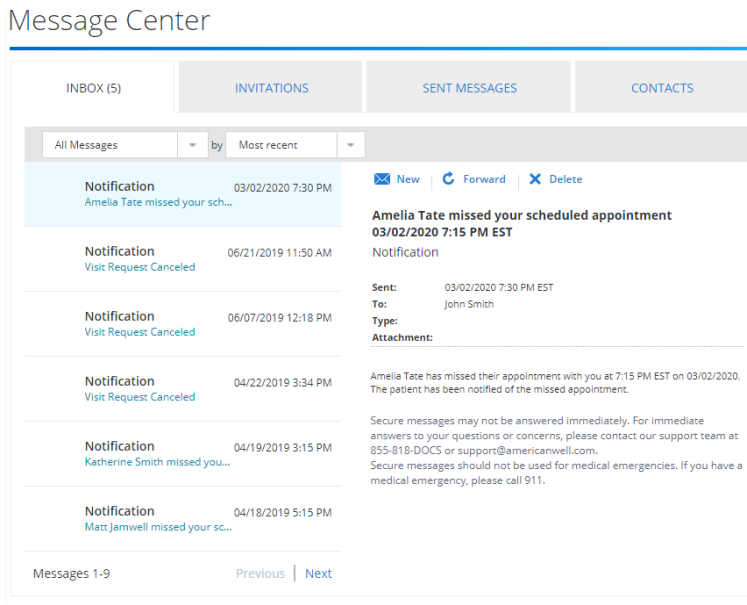 Message Center
INBOX (5)
INVITATIONS
SENT MESSAGES
CONTACTS
All Messages
by
Most recent
Notification 03/02/2020 7:30 PM
Amelia Tate missed your sch...
Notification 06/21/2019 11:50 AM
Visit Request Canceled
Notification 06/07/2019 12:18 PM
Visit Request Canceled
Notification 04/22/2019 3:34 PM
Visit Request Canceled
Notification 04/19/2019 3:15 PM
Katherine Smith missed you...
Notification 04/18/2019 5:15 PM
Matt Jamwell missed your sc...
Messages 1-9 Previous | Next
New | Forward | Delete
Amelia Tate missed your scheduled appointment
03/02/2020 7:15 PM EST
Notification
Sent: 03/02/2020 7:30 PM EST
To: John Smith
Type:
Attachment:
Amelia Tate has missed their appointment with you at 7:15 PM EST on 03/02/2020.
The patient has been notified of the missed appointment.
Secure messages may not be answered immediately. For immediate
answers to your questions or concerns, please contact our support team at
855-818-DOCS or support@americanwell.com.
Secure messages should not be used for medical emergencies. If you have a
medical emergency, please call 911.